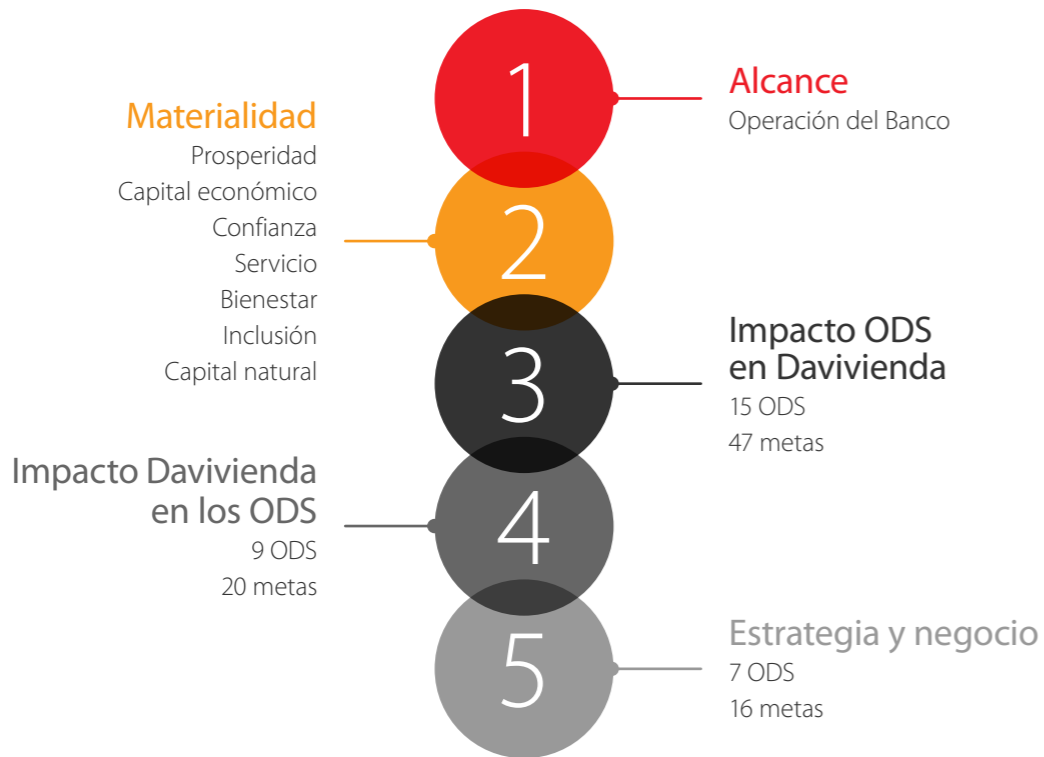 1
Alcance
Operación del Banco
Materialidad
Prosperidad
Capital económico
Confianza
Servicio
Bienestar
Inclusión
Capital natural
2
3
Impacto ODS
en Davivienda
15 ODS
47 metas
Impacto Davivienda
en los ODS
9 ODS
20 metas
4
5
Estrategia y negocio
7 ODS
16 metas